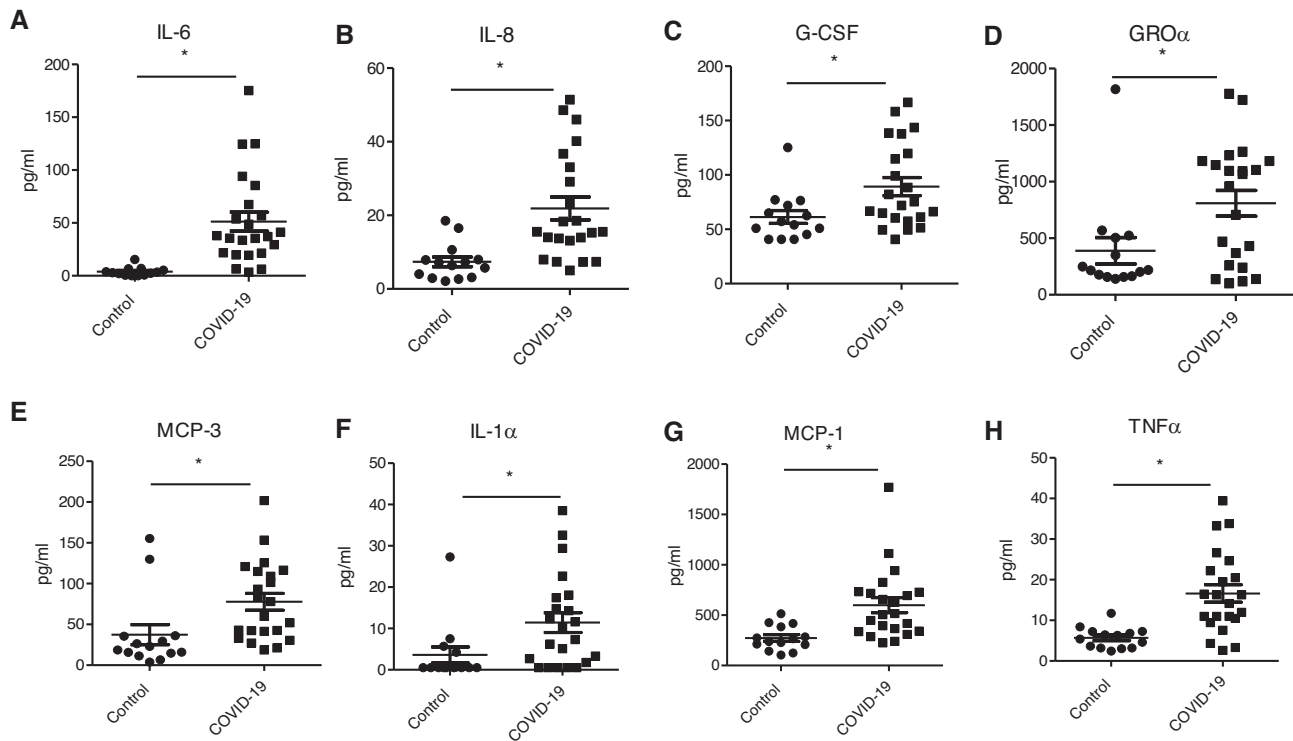 A
IL-6
*
200
150
100
50
0
pg/ml
Control
COVID-19
B
IL-8
*
60
40
20
0
pg/ml
Control
COVID-19
C
G-CSF
*
200
150
100
50
0
pg/ml
Control
COVID-19
D
GROα
*
2000
1500
1000
500
0
pg/ml
Control
COVID-19
E
MCP-3
*
250
200
150
100
50
0
pg/ml
Control
COVID-19
F
IL-1α
*
50
40
30
20
10
0
pg/ml
Control
COVID-19
G
MCP-1
*
2000
1500
1000
500
0
pg/ml
Control
COVID-19
H
TNFα
*
50
40
30
20
10
0
pg/ml
Control
COVID-19